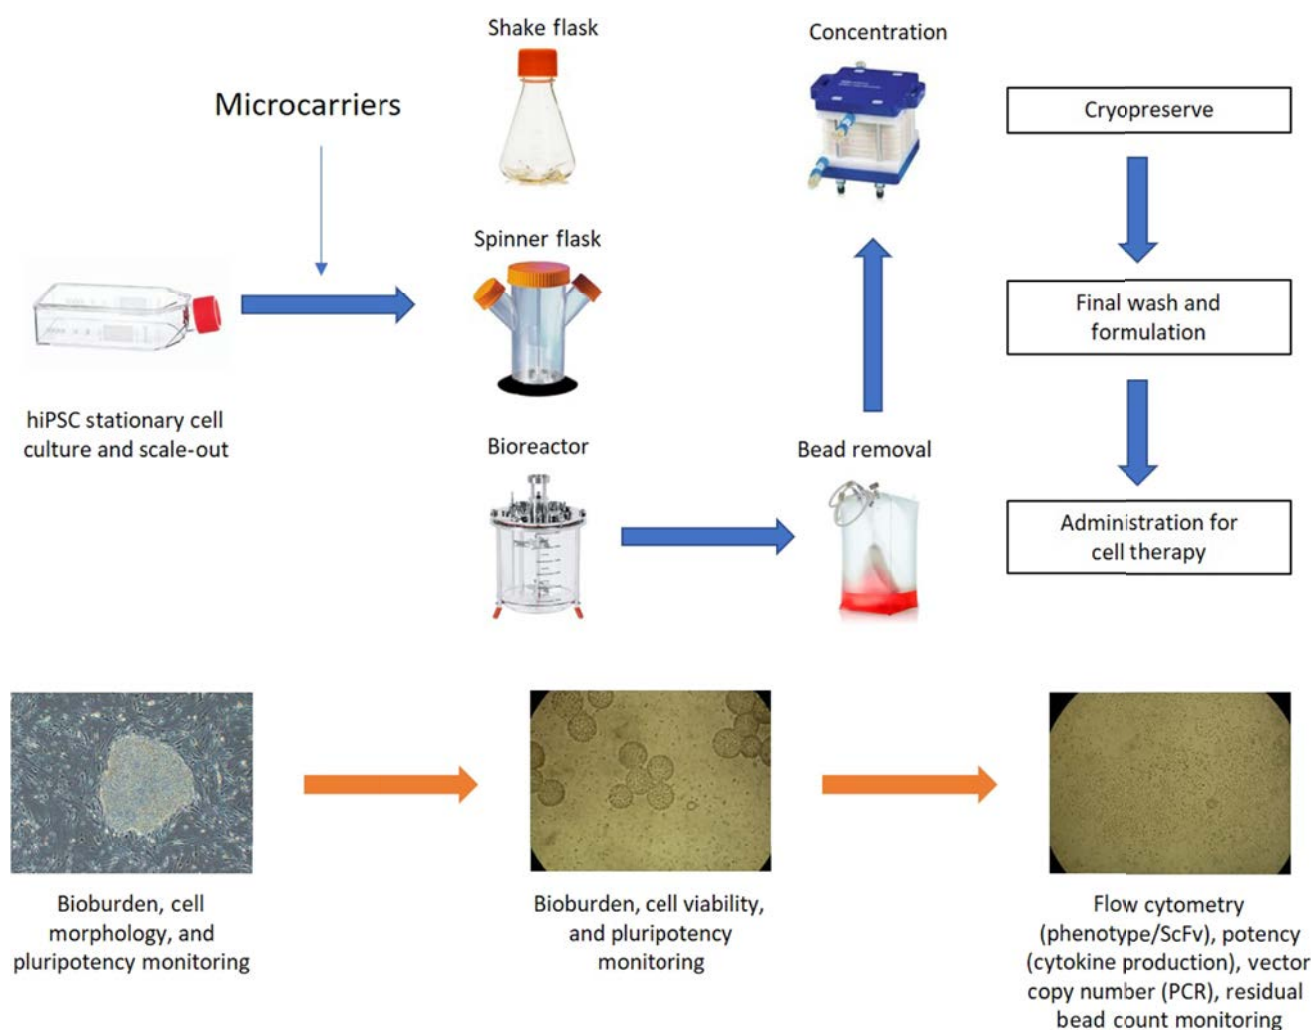 Shake flask
Concentration
Microcarriers
Cryopreserve
Spinner flask
Final wash and
formulation
hiPSC stationary cell
culture and scale-out
Bioreactor
Bead removal
Administration for
cell therapy
Bioburden, cell
morphology, and
pluripotency monitoring
Bioburden, cell viability,
and pluripotency
monitoring
Flow cytometry
(phenotype/ScFv), potency
(cytokine production), vector
copy number (PCR), residual
bead count monitoring